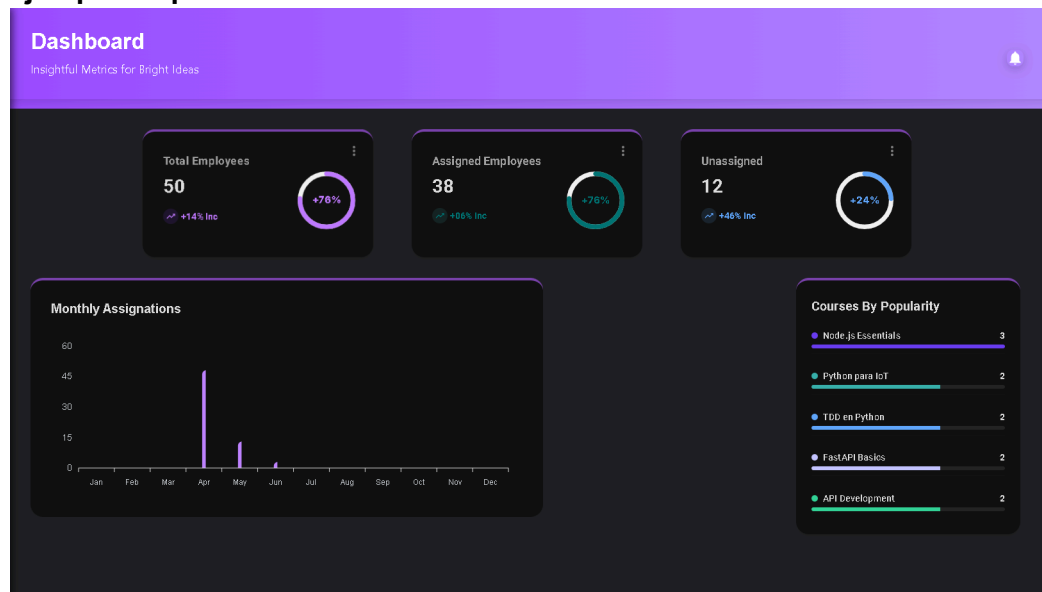 Dashboard
Insightful Metrics for Bright Ideas
Total Employees
50
+14% Inc
+76%
Assigned Employees
38
+06% Inc
+76%
Unassigned
12
+46% Inc
+24%
Monthly Assignations
60
45
30
15
0
Jan Feb Mar Apr May Jun Jul Aug Sep Oct Nov Dec
Courses By Popularity
Node.js Essentials 3
Python para IoT 2
TDD en Python 2
FastAPI Basics 2
API Development 2